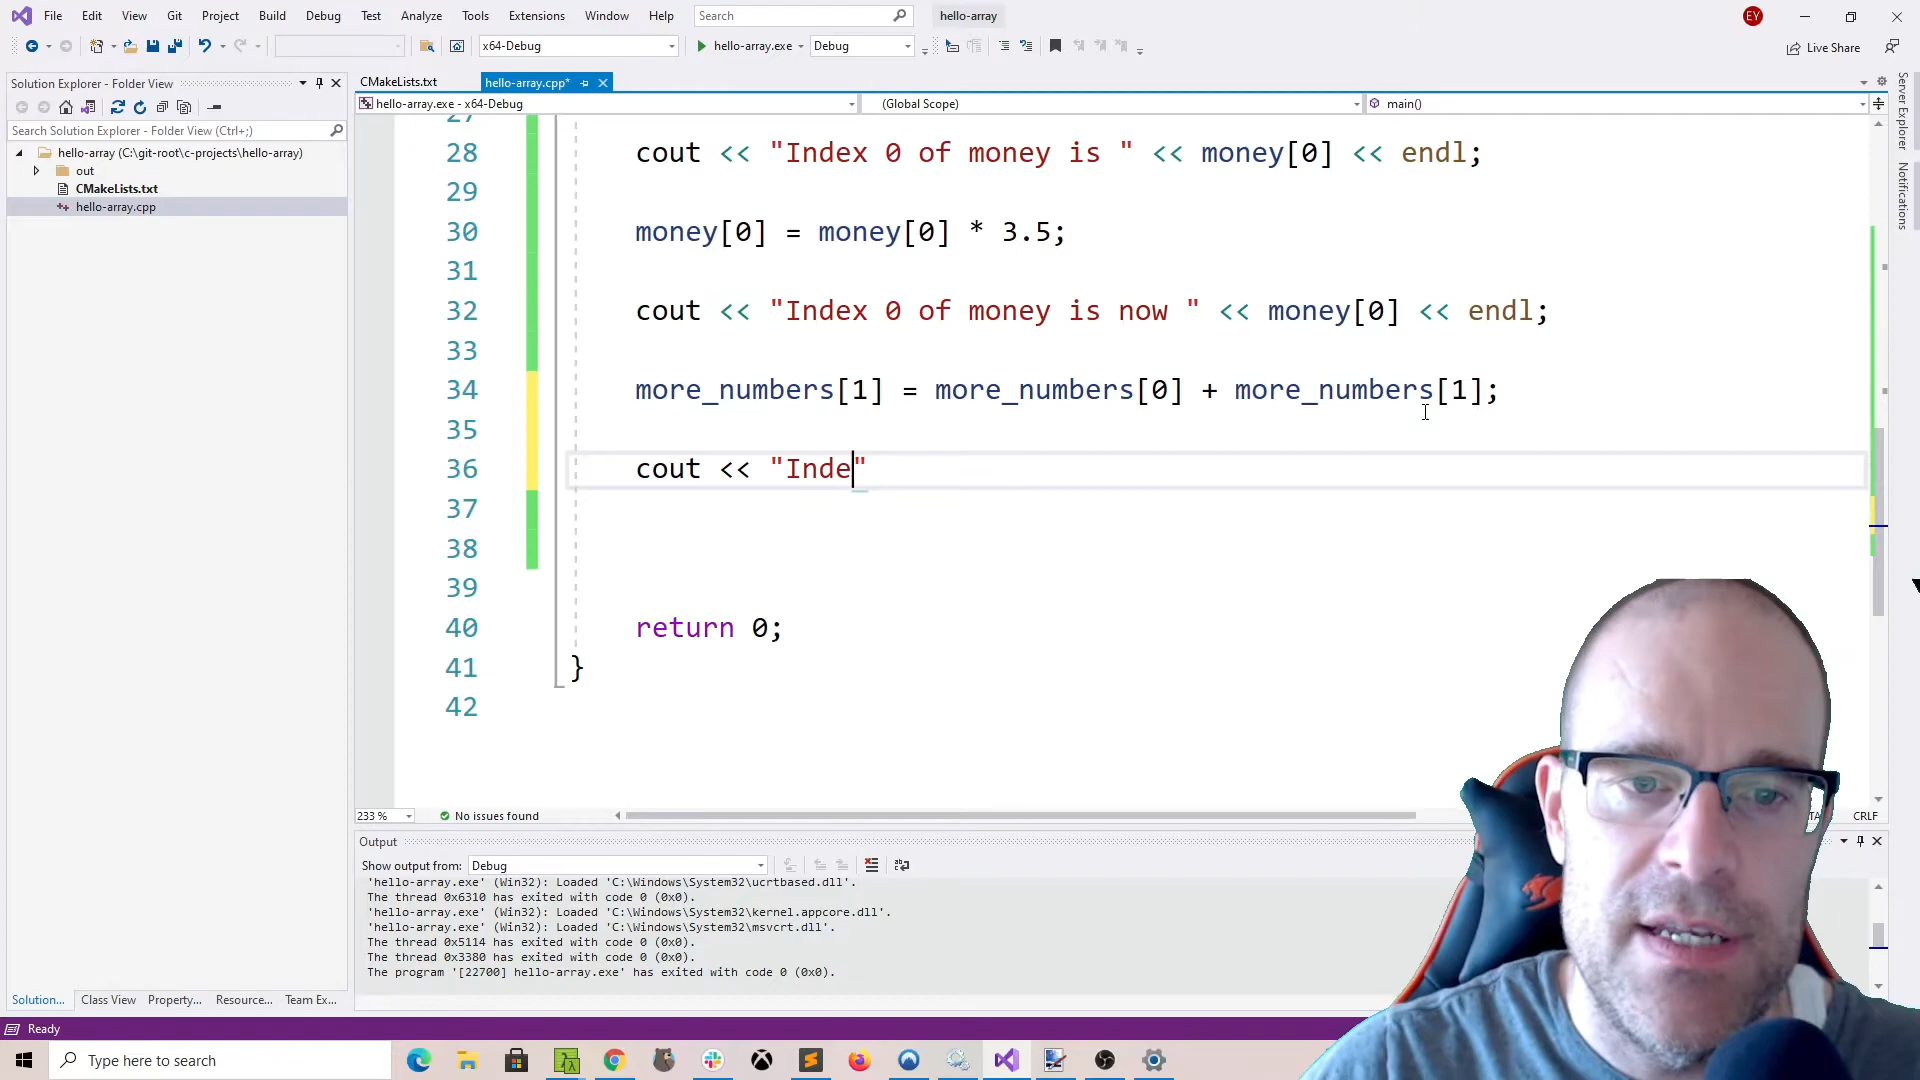 File Edit View Git Project Build Debug Test Analyze Tools Extensions Window Help Search hello-array EY
x64-Debug hello-array.exe Debug Live Share
Solution Explorer - Folder View
Search Solution Explorer - Folder View (Ctrl+;)
hello-array (C:\git-root\c-projects\hello-array)
out
CMakeLists.txt
hello-array.cpp
CMakeLists.txt hello-array.cpp*
hello-array.exe - x64-Debug (Global Scope) main()
27
28 cout << "Index 0 of money is " << money[0] << endl;
29
30 money[0] = money[0] * 3.5;
31
32 cout << "Index 0 of money is now " << money[0] << endl;
33
34 more_numbers[1] = more_numbers[0] + more_numbers[1];
35
36 cout << "Inde"
37
38
39
40 return 0;
41 }
42
233 % No issues found CRLF
Output
Show output from: Debug
'hello-array.exe' (Win32): Loaded 'C:\Windows\System32\ucrtbased.dll'.
The thread 0x6310 has exited with code 0 (0x0).
'hello-array.exe' (Win32): Loaded 'C:\Windows\System32\kernel.appcore.dll'.
'hello-array.exe' (Win32): Loaded 'C:\Windows\System32\msvcrt.dll'.
The thread 0x5114 has exited with code 0 (0x0).
The thread 0x3380 has exited with code 0 (0x0).
The program '[22700] hello-array.exe' has exited with code 0 (0x0).
Solution... Class View Property... Resource... Team Ex...
Ready
Type here to search
Server Explorer
Notifications